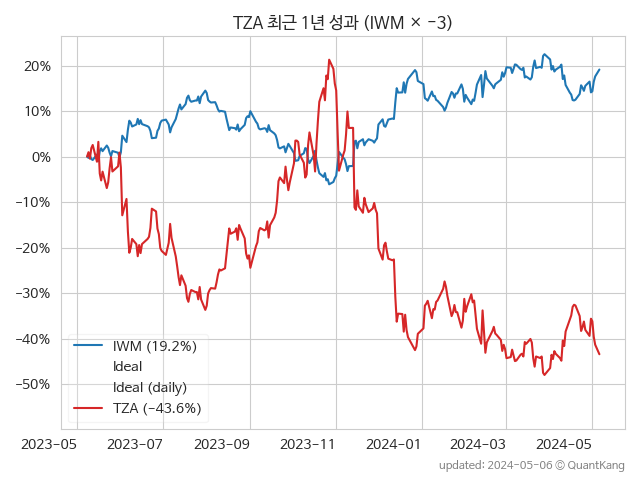 TZA 최근 1년 성과 (IWM × −3)
20%
10%
0%
−10%
−20%
−30%
−40%
−50%
IWM (19.2%)
Ideal
Ideal (daily)
TZA (−43.6%)
2023-05 2023-07 2023-09 2023-11 2024-01 2024-03 2024-05
updated: 2024-05-06 © QuantKang